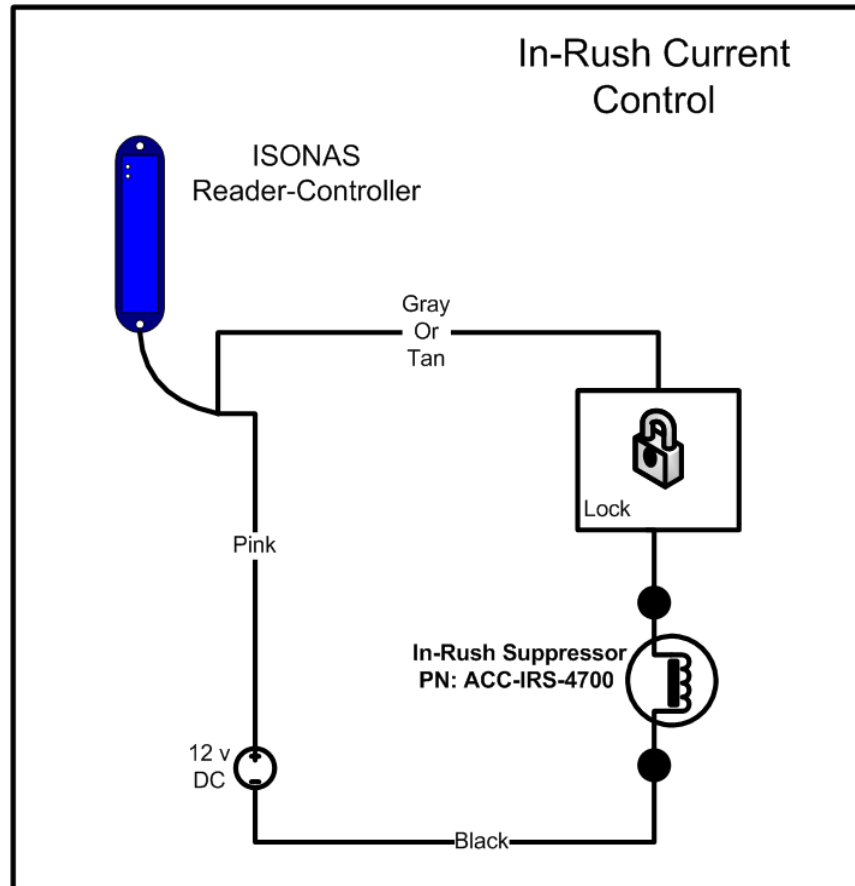 In-Rush Current
Control
ISONAS
Reader-Controller
Gray
Or
Tan
Lock
Pink
In-Rush Suppressor
PN: ACC-IRS-4700
12 v
DC
+
-
Black